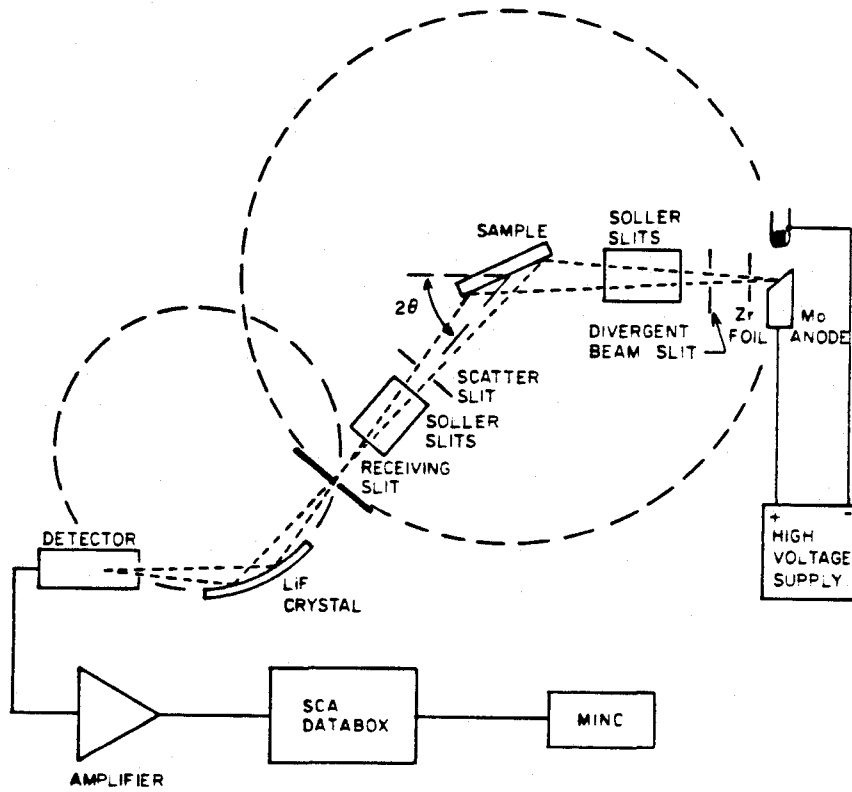 SAMPLE
SOLLER
SLITS
2θ
Zr
FOIL
Mo
ANODE
DIVERGENT
BEAM SLIT
SCATTER
SLIT
SOLLER
SLITS
RECEIVING
SLIT
DETECTOR
LiF
CRYSTAL
+ -
HIGH
VOLTAGE
SUPPLY
SCA
DATABOX
MINC
AMPLIFIER